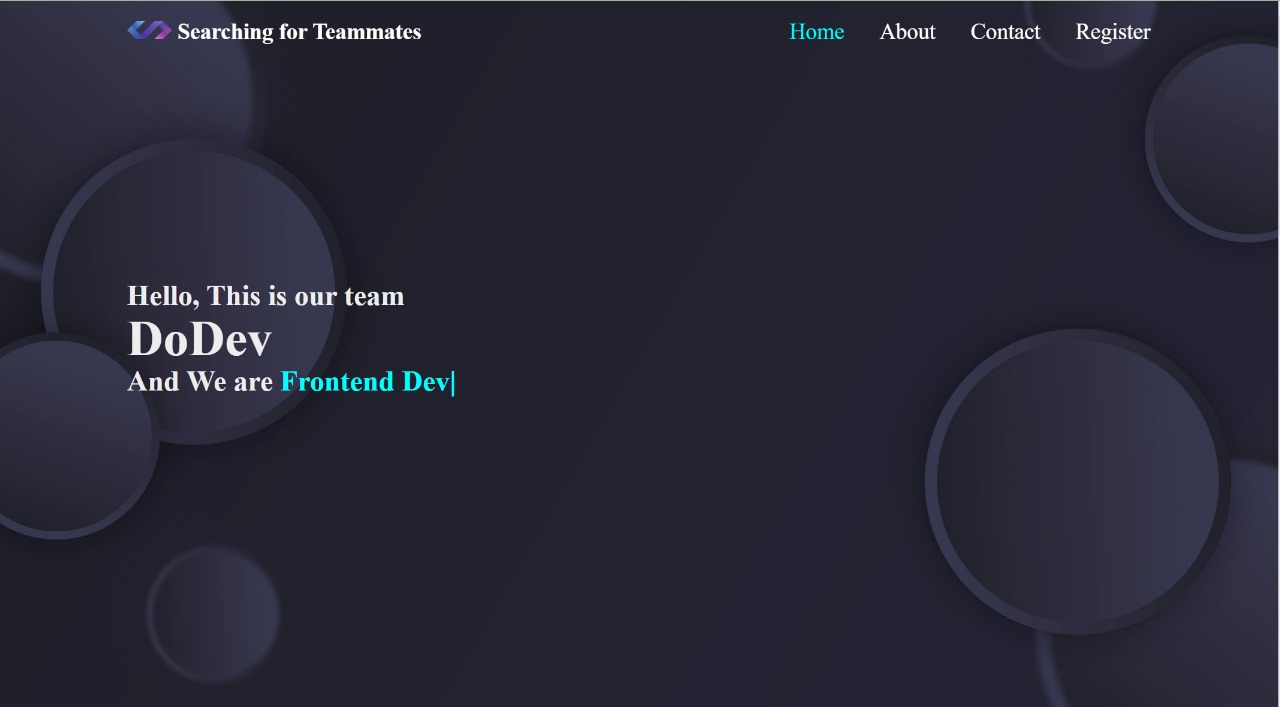 Searching for Teammates
Home About Contact Register
Hello, This is our team
DoDev
And We are Frontend Dev|